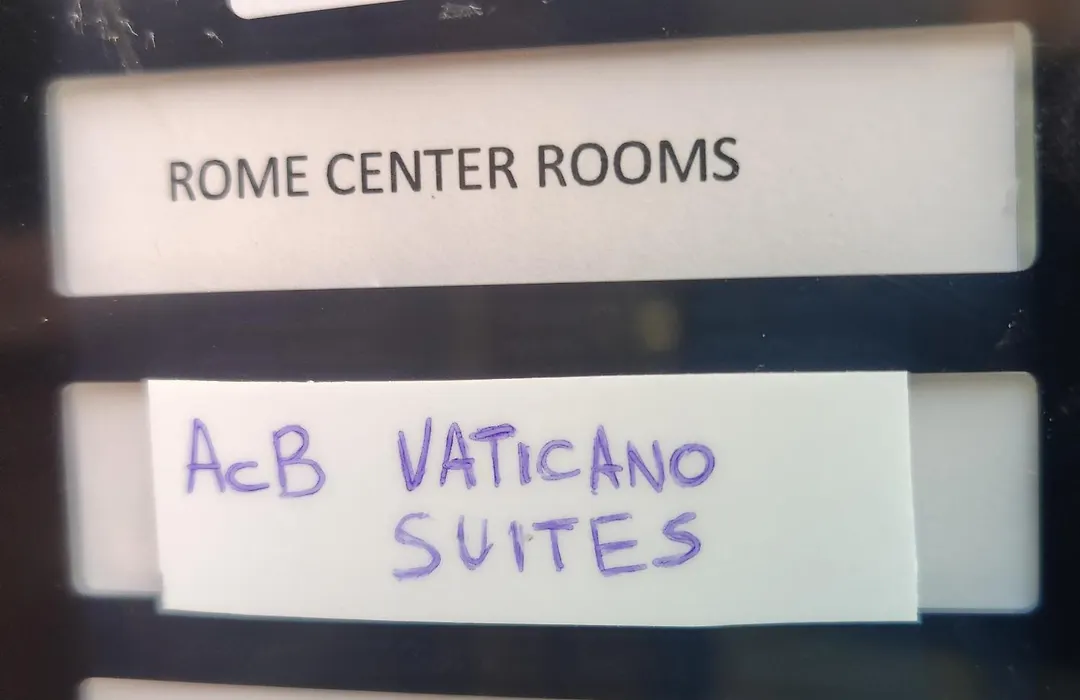 ROME CENTER ROOMS
AcB VATICANO
SUITES